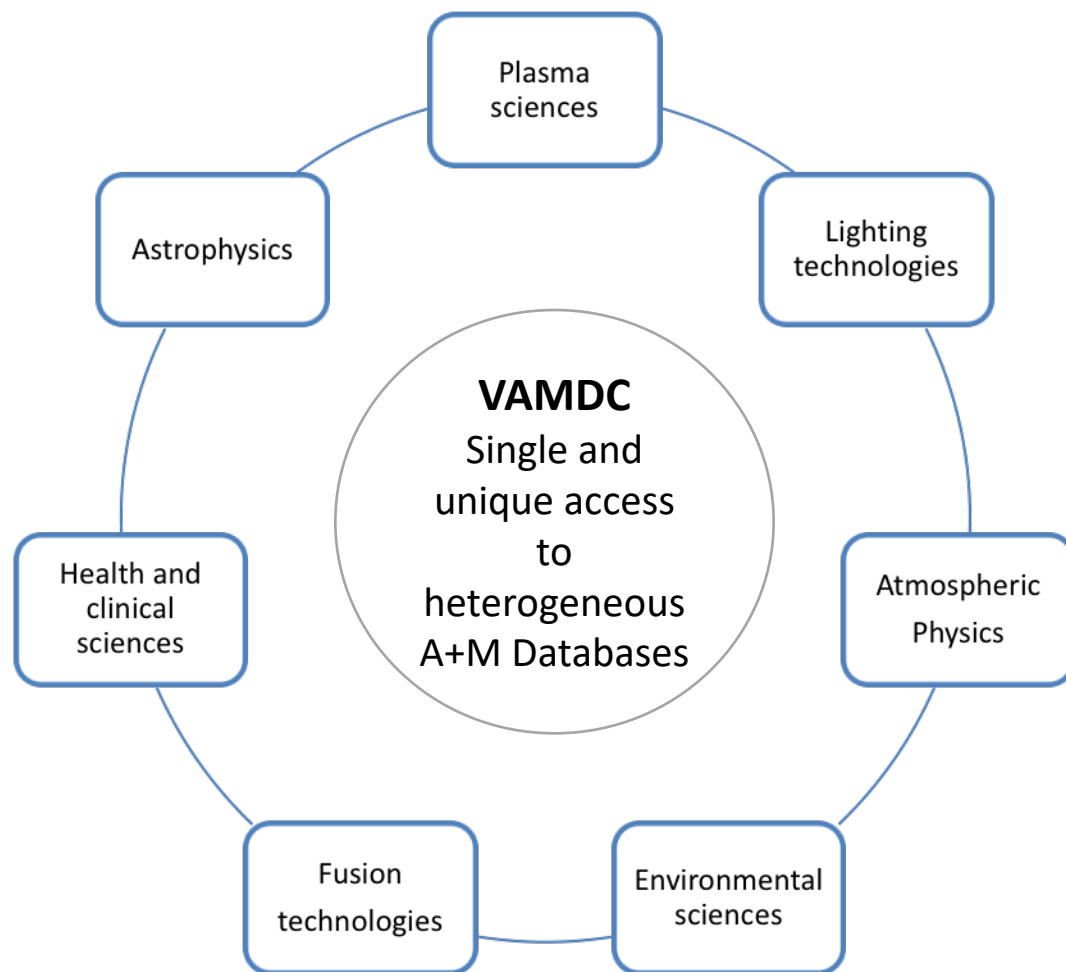 Plasma
sciences
Lighting
technologies
Atmospheric
Physics
Environmental
sciences
Fusion
technologies
Health and
clinical
sciences
Astrophysics
VAMDC
Single and
unique access
to
heterogeneous
A+M Databases